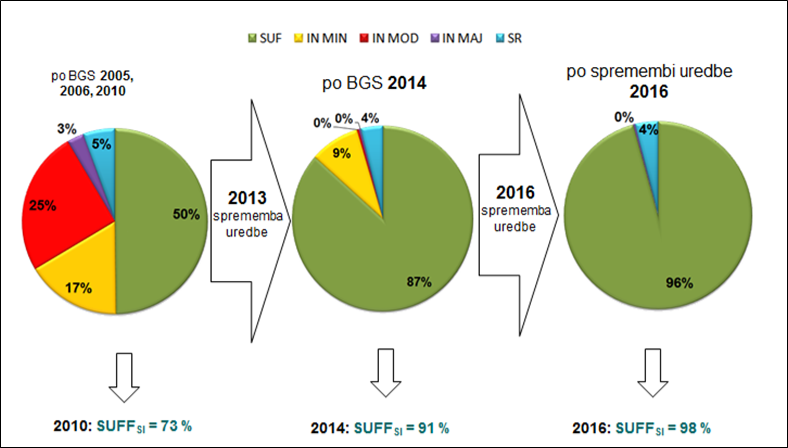 SUF IN MIN IN MOD IN MAJ SR
po BGS 2005,
2006, 2010
3%
5%
25%
50%
17%
2013
sprememba
uredbe
po BGS 2014
0%
0%
4%
9%
87%
2016
sprememba
uredbe
po spremembi uredbe
2016
0%
4%
96%
2010: SUFF SI = 73 %
2014: SUFF SI = 91 %
2016: SUFF SI = 98 %